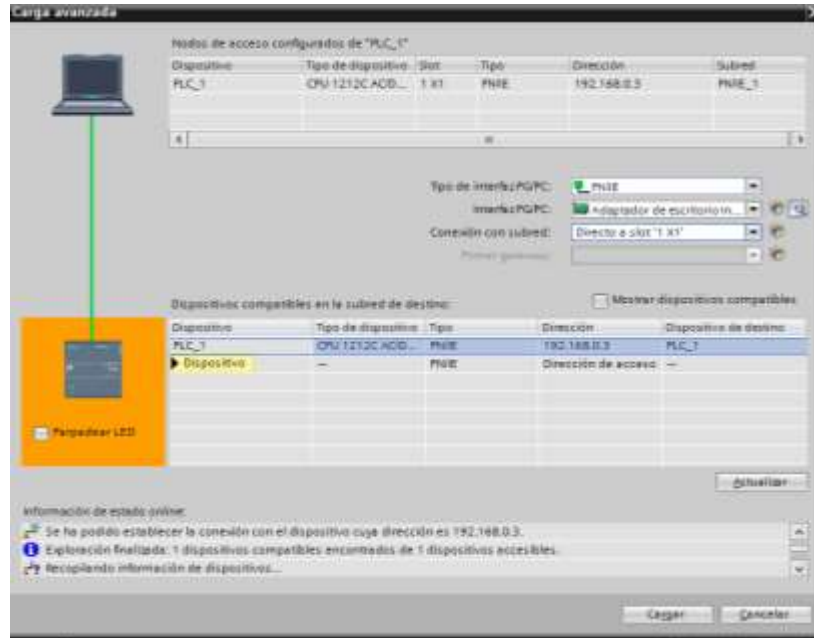 Carga avanzada
Nodos de acceso configurados de "PLC_1"
Dispositivo Tipo de dispositivo Slot Tipo Dirección Subred
PLC_1 CPU 1212C AC/D... 1 X1 PN/IE 192.168.0.3 PN/IE_1
Tipo de interfaz PG/PC: PN/IE
Interfaz PG/PC: Adaptador de escritorio In...
Conexión con subred: Directo a slot '1 X1'
Primer gateway:
Dispositivos compatibles en la subred de destino: Mostrar dispositivos compatibles
Dispositivo Tipo de dispositivo Tipo Dirección Dispositivo de destino
PLC_1 CPU 1212C AC/D... PN/IE 192.168.0.3 PLC_1
Dispositivo — PN/IE Dirección de acceso —
Parpadear LED
Actualizar
Información de estado online:
Se ha podido establecer la conexión con el dispositivo cuya dirección es 192.168.0.3.
Exploración finalizada: 1 dispositivos compatibles encontrados de 1 dispositivos accesibles.
Recopilando información de dispositivos...
Cargar Cancelar